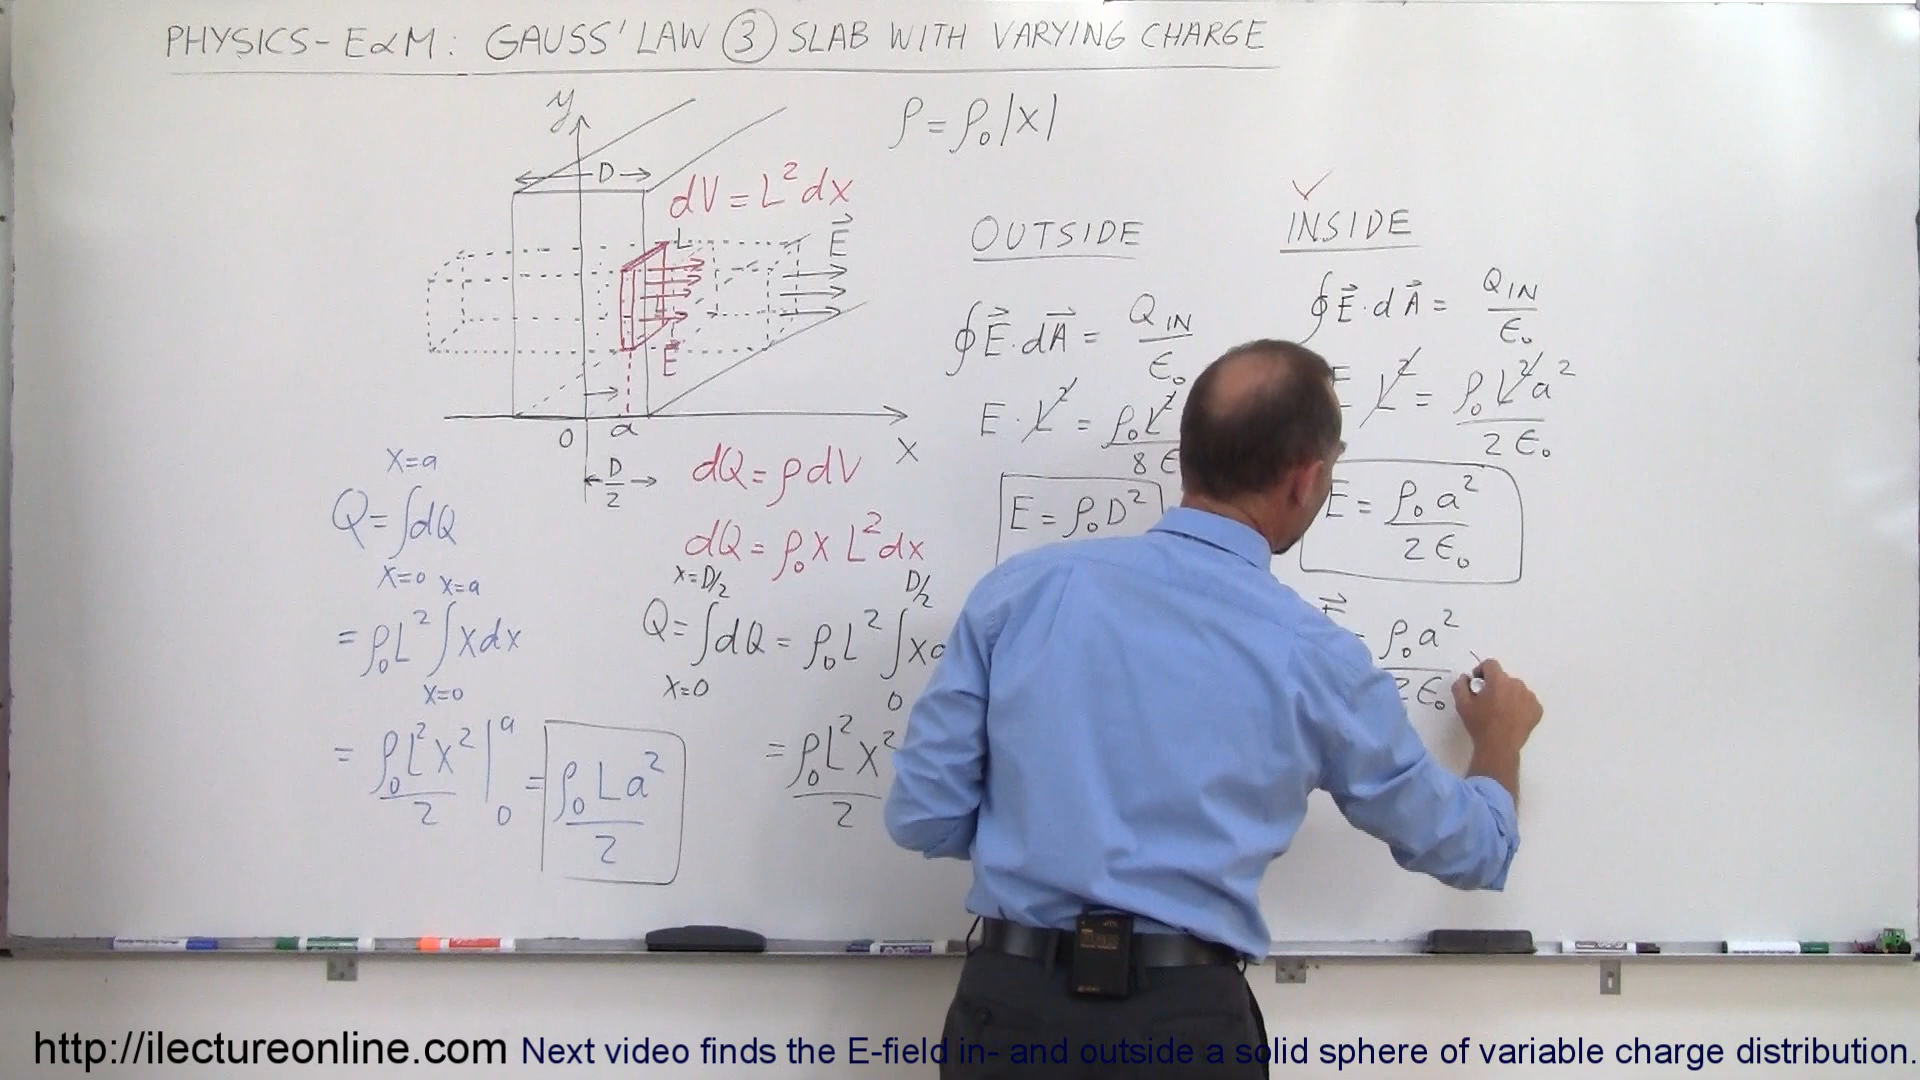 PHYSICS - E&M: GAUSS' LAW ③ SLAB WITH VARYING CHARGE
y
D
dV = L² dx
L
E⃗
E⃗
0
a
x
D/2
ρ = ρ₀|x|
OUTSIDE
∮E⃗·dA⃗ = Q_IN/ϵ₀
E·L² = ρ₀L²/8ϵ
E = ρ₀D²
✓
INSIDE
∮E⃗·dA⃗ = Q_IN/ϵ₀
E L² = ρ₀L²a²/2ϵ₀
E = ρ₀a²/2ϵ₀
E⃗ = ρ₀a²/2ϵ₀
dQ = ρdV
dQ = ρ₀x L²dx
x=D/2 D/2
Q = ∫dQ = ρ₀L²∫x
x=0 0
= ρ₀L²x²/2
x=a
Q = ∫dQ
x=0 x=a
= ρ₀L²∫xdx
x=0
= ρ₀L²x²/2 |₀ᵃ = ρ₀La²/2
http://ilectureonline.com Next video finds the E-field in- and outside a solid sphere of variable charge distribution.